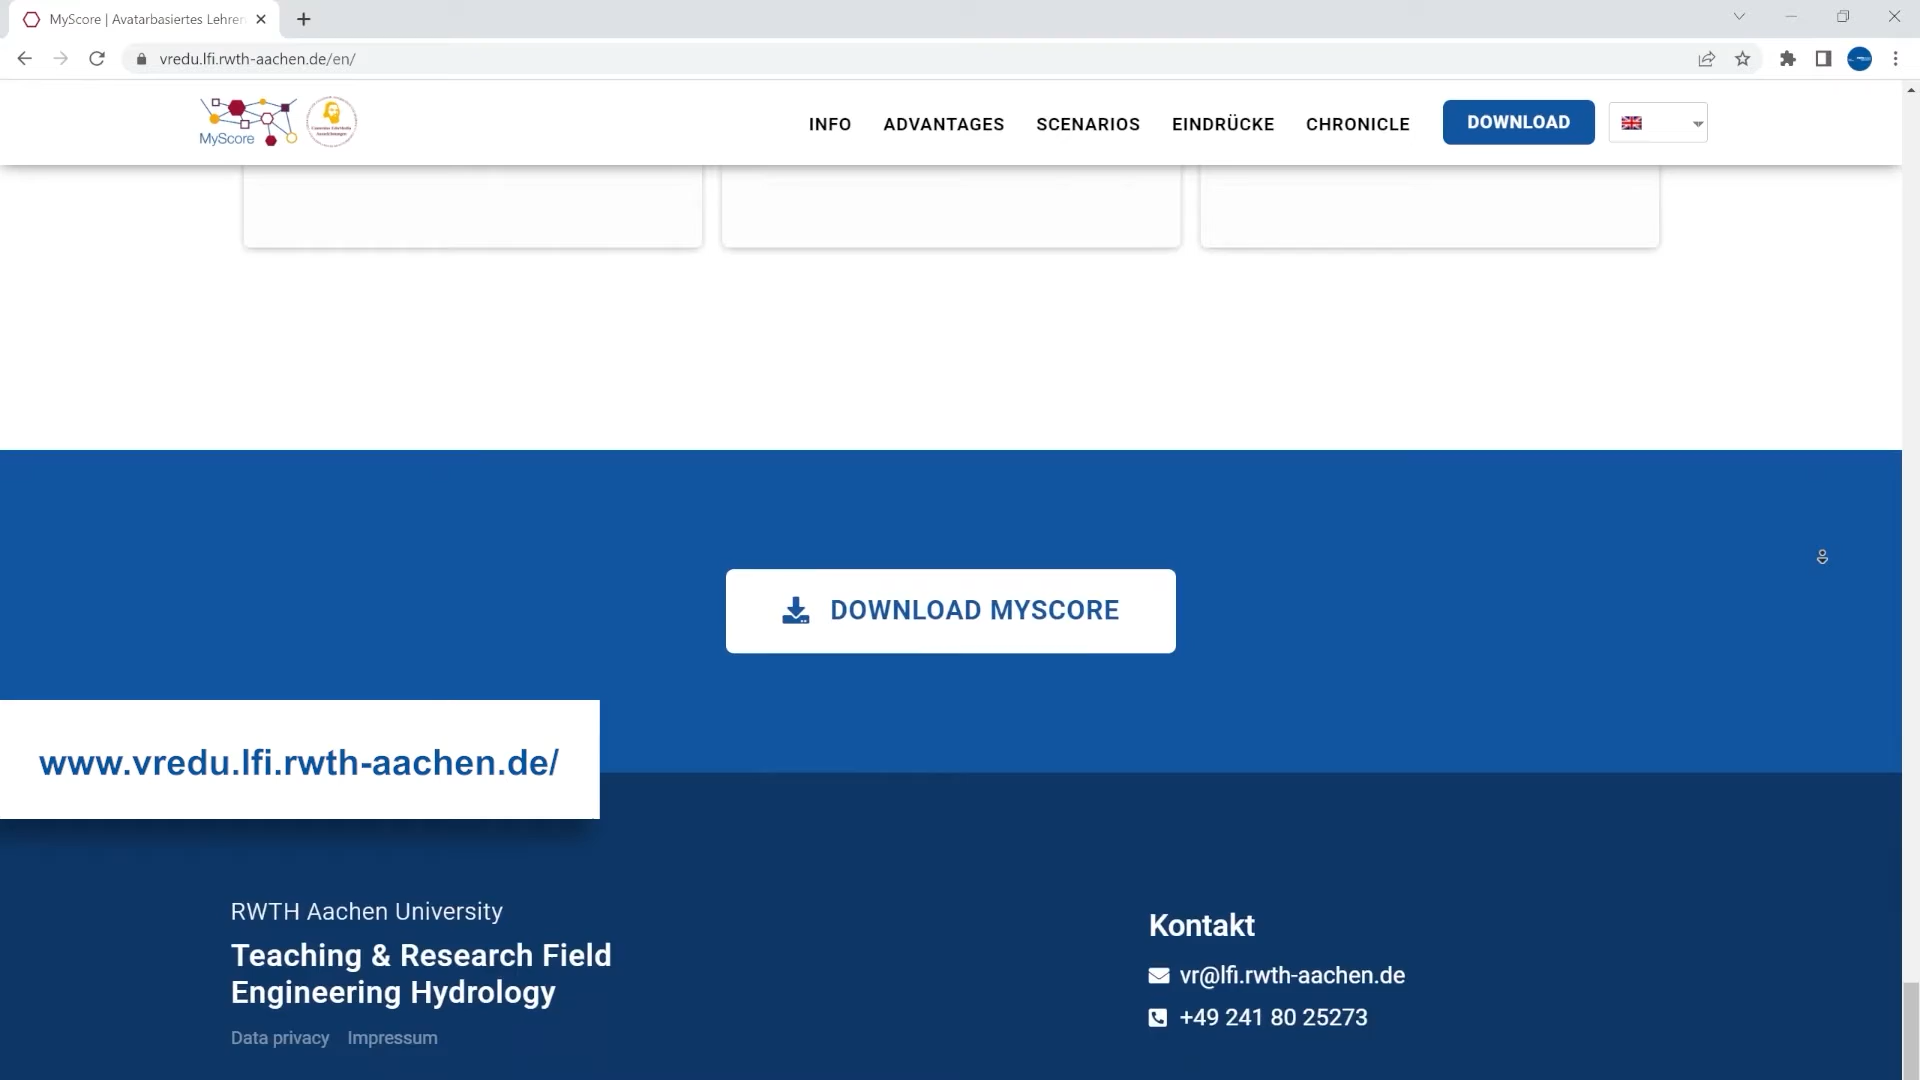 MyScore | Avatarbasiertes Lehren
vredu.lfi.rwth-aachen.de/en/
MyScore
INFO
ADVANTAGES
SCENARIOS
EINDRÜCKE
CHRONICLE
DOWNLOAD
DOWNLOAD MYSCORE
www.vredu.lfi.rwth-aachen.de/
RWTH Aachen University
Teaching & Research Field
Engineering Hydrology
Data privacy Impressum
Kontakt
vr@lfi.rwth-aachen.de
+49 241 80 25273